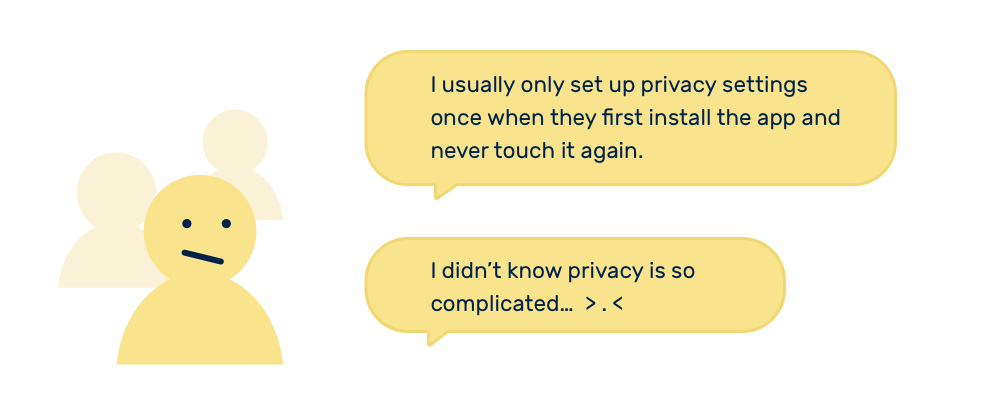 I usually only set up privacy settings
once when they first install the app and
never touch it again.
I didn’t know privacy is so
complicated… > . <